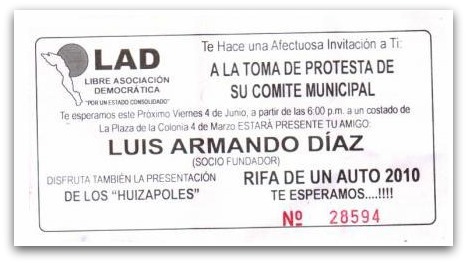 LAD
LIBRE ASOCIACIÓN
DEMOCRÁTICA
"POR UN ESTADO CONSOLIDADO"
Te Hace una Afectuosa Invitación a Ti:
A LA TOMA DE PROTESTA DE
SU COMITE MUNICIPAL
Te esperamos este Próximo Viernes 4 de Junio, a partir de las 6:00 p.m. a un costado de
La Plaza de la Colonia 4 de Marzo ESTARÁ PRESENTE TU AMIGO:
LUIS ARMANDO DÍAZ
(SOCIO FUNDADOR)
DISFRUTA TAMBIÉN LA PRESENTACIÓN
DE LOS "HUIZAPOLES"
RIFA DE UN AUTO 2010
TE ESPERAMOS....!!!!
Nº 28594